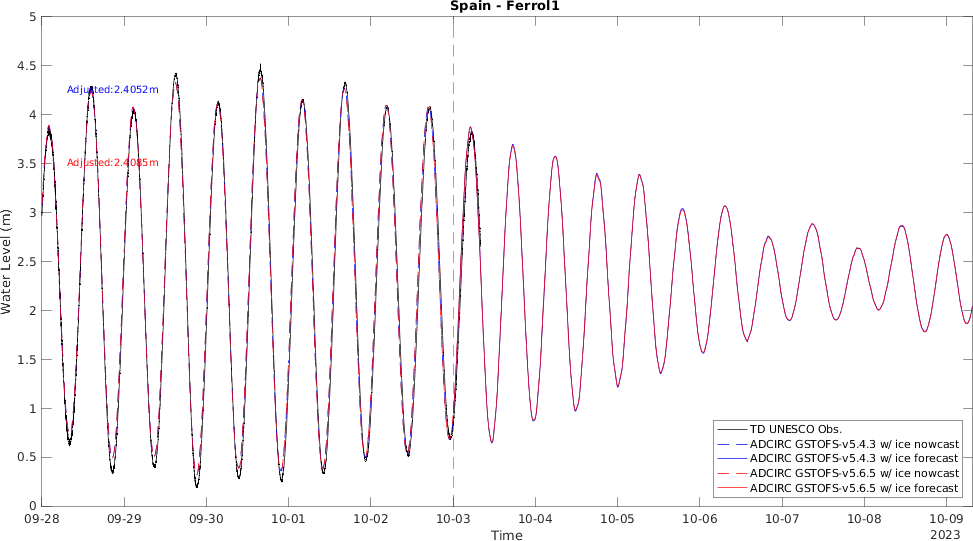 Spain - Ferrol1
Water Level (m)
5
4.5
4
3.5
3
2.5
2
1.5
1
0.5
0
Adjusted:2.4052m
Adjusted:2.4085m
TD UNESCO Obs.
ADCIRC GSTOFS-v5.4.3 w/ ice nowcast
ADCIRC GSTOFS-v5.4.3 w/ ice forecast
ADCIRC GSTOFS-v5.6.5 w/ ice nowcast
ADCIRC GSTOFS-v5.6.5 w/ ice forecast
09-28 09-29 09-30 10-01 10-02 10-03 10-04 10-05 10-06 10-07 10-08 10-09
2023
Time